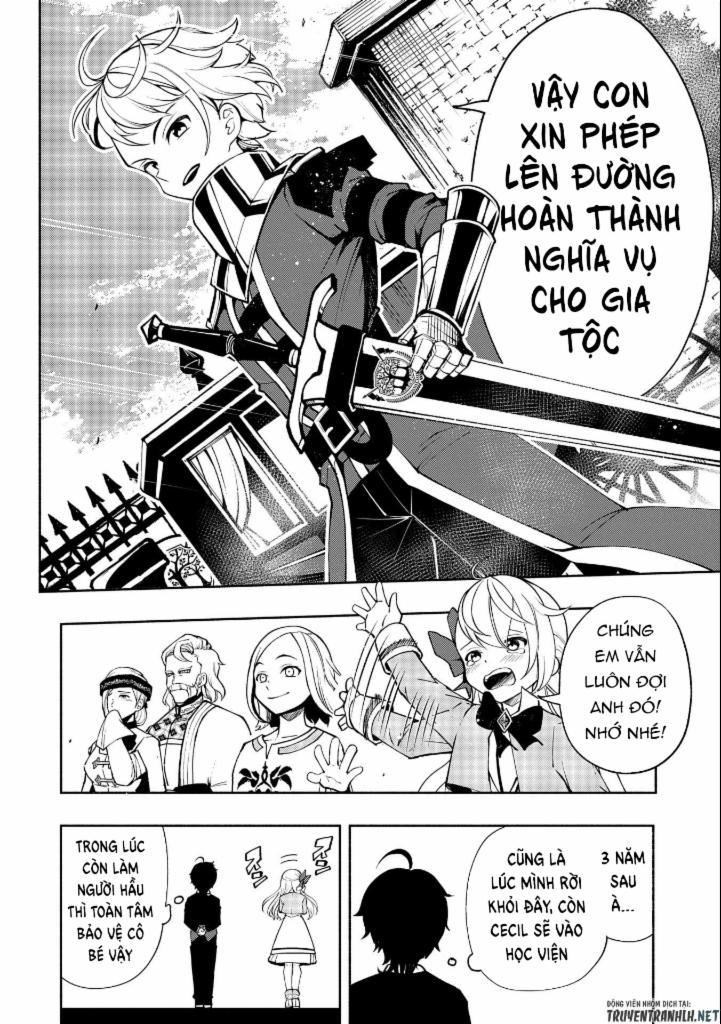 VẬY CON
XIN PHÉP
LÊN ĐƯỜNG
HOÀN THÀNH
NGHĨA VỤ
CHO GIA
TỘC
CHÚNG
EM VẪN
LUÔN ĐỢI
ANH ĐÓ!
NHỚ NHÉ!
TRONG LÚC
CÒN LÀM
NGƯỜI HẦU
THÌ TOÀN TÂM
BẢO VỆ CÔ
BÉ VẬY
3 NĂM
SAU
À...
CŨNG LÀ
LÚC MÌNH RỜI
KHỎI ĐÂY, CÒN
CECIL SẼ VÀO
HỌC VIỆN
ĐỘNG VIÊN NHÓM DỊCH TẠI:
TRUYENTRANHLH.NET